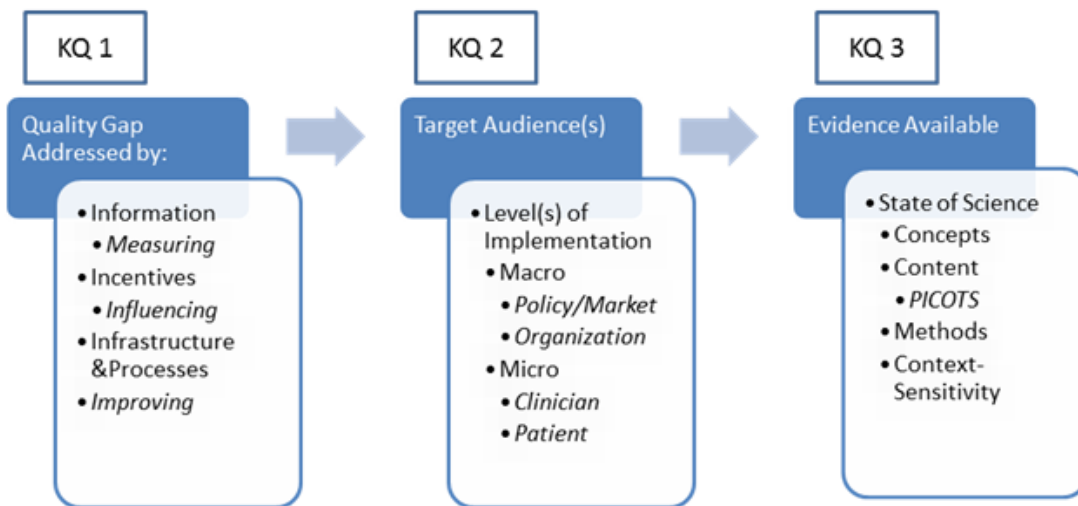 KQ 1
Quality Gap
Addressed by:
•Information
•Measuring
•Incentives
•Influencing
•Infrastructure
&Processes
•Improving
KQ 2
Target Audience(s)
•Level(s) of
Implementation
•Macro
•Policy/Market
•Organization
•Micro
•Clinician
•Patient
KQ 3
Evidence Available
•State of Science
•Concepts
•Content
•PICOTS
•Methods
•Context-
Sensitivity